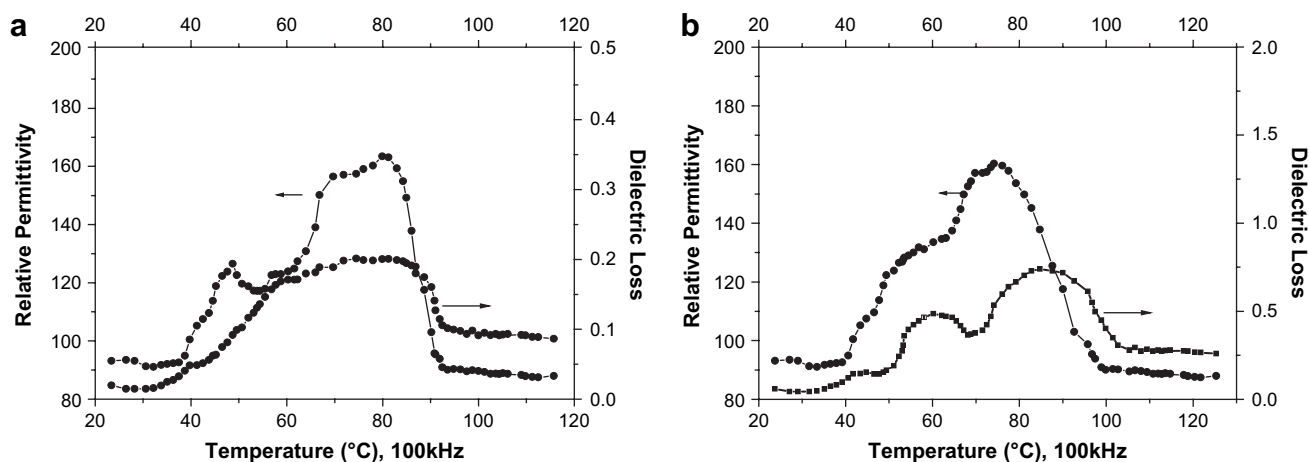 a
20 40 60 80 100 120
200
180
160
140
120
100
80
Relative Permittivity
0.5
0.4
0.3
0.2
0.1
0.0
Dielectric Loss
20 40 60 80 100 120
Temperature (°C), 100kHz
b
20 40 60 80 100 120
200
180
160
140
120
100
80
Relative Permittivity
2.0
1.5
1.0
0.5
0.0
Dielectric Loss
20 40 60 80 100 120
Temperature (°C), 100kHz